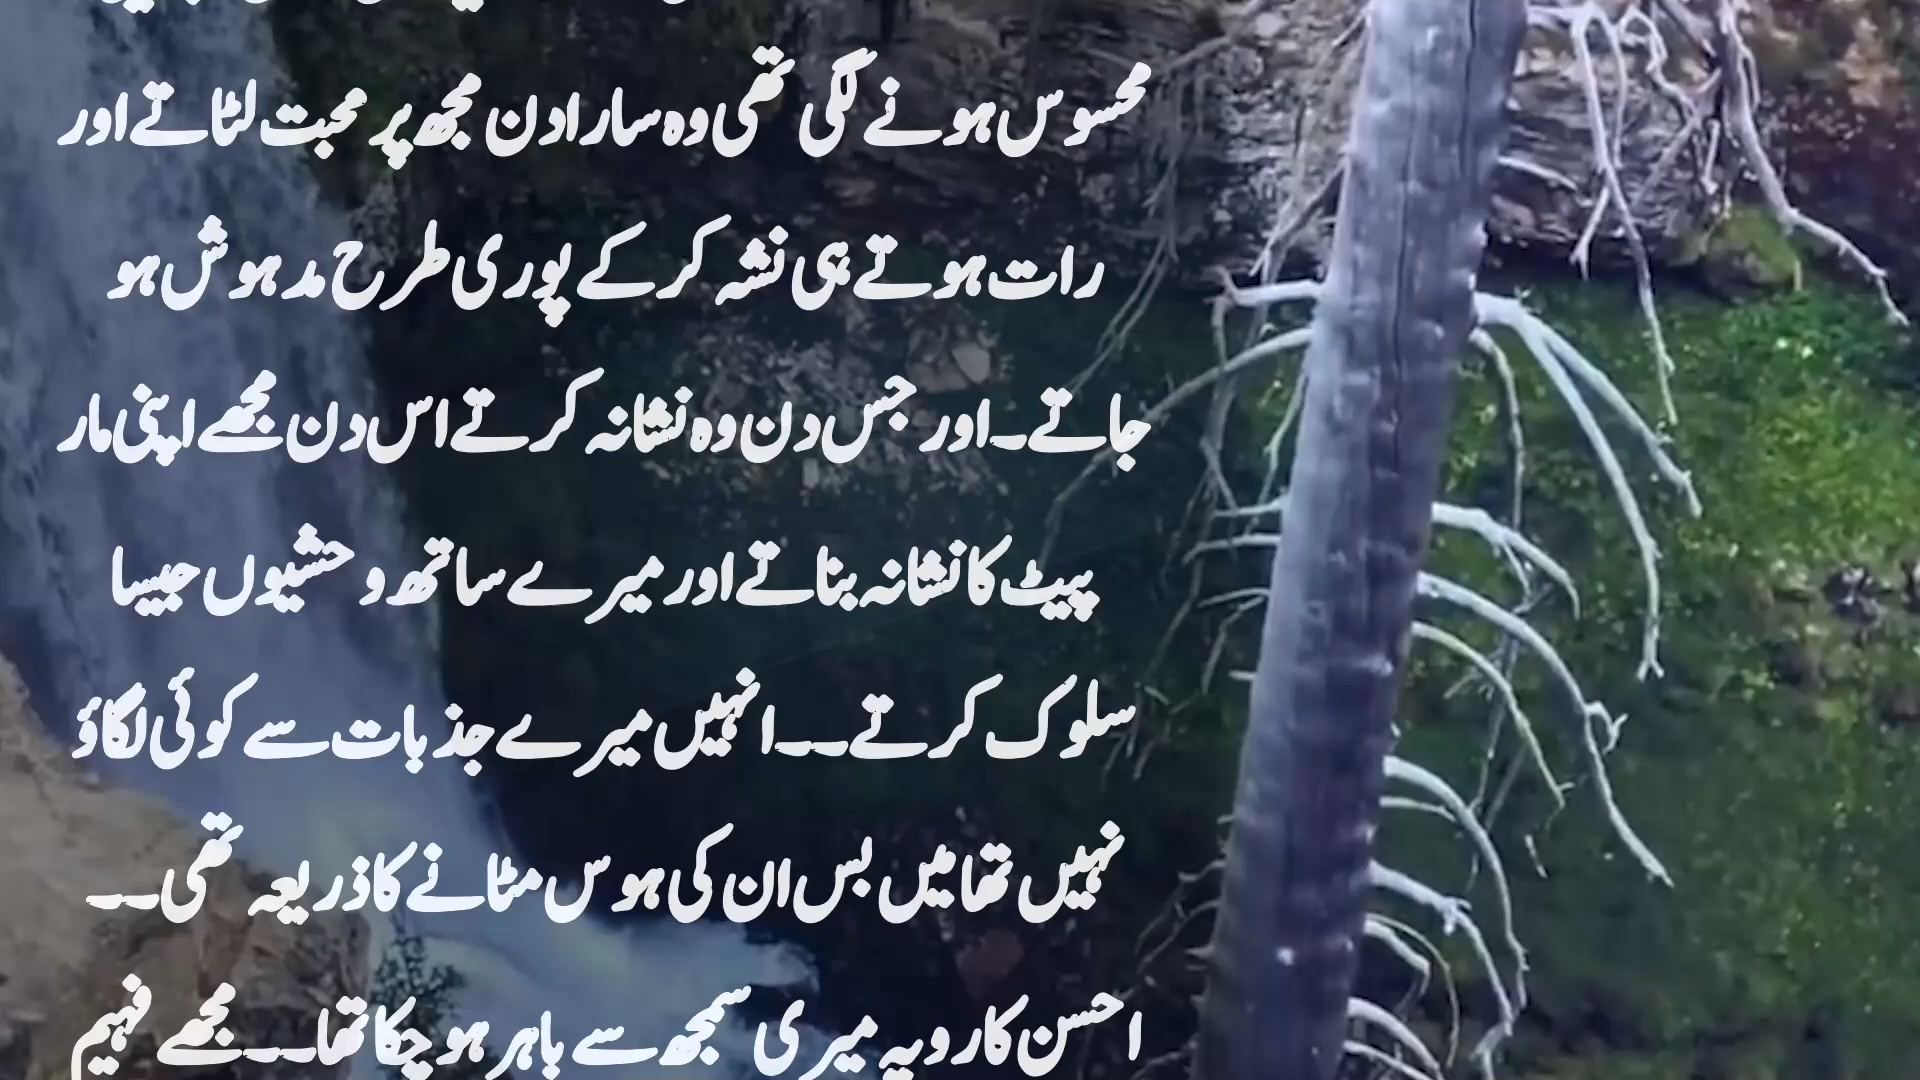 محسوس ہونے لگی تھی وہ سارا دن مجھ پر محبت لٹاتے اور
رات ہوتے ہی نشہ کر کے پوری طرح مدہوش ہو
جاتے۔ اور جس دن وہ نشانہ کرتے اس دن مجھے اپنی مار
پیٹ کا نشانہ بناتے اور میرے ساتھ وحشیوں جیسا
سلوک کرتے۔۔ انہیں میرے جذبات سے کوئی لگاؤ
نہیں تھا میں بس ان کی ہوس مٹانے کا ذریعہ تھی۔۔
احسن کا رویہ میری سمجھ سے باہر ہو چکا تھا۔۔ مجھے فہیم